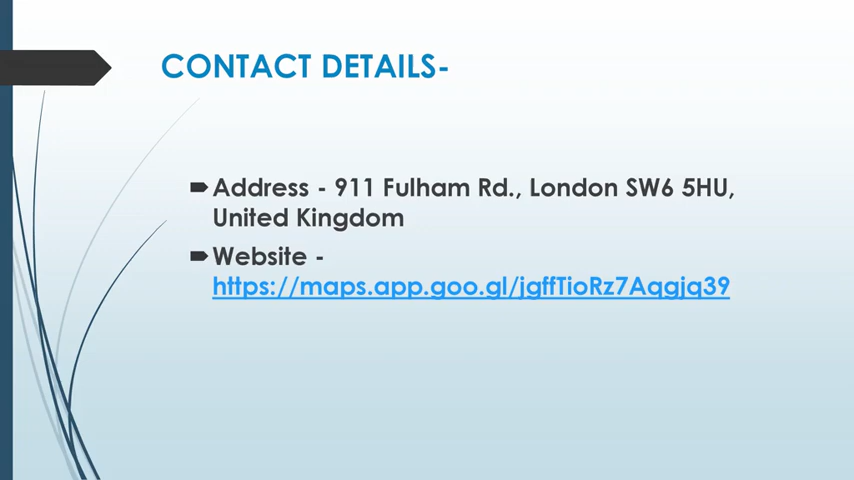 CONTACT DETAILS-
Address - 911 Fulham Rd., London SW6 5HU,
United Kingdom
Website -
https://maps.app.goo.gl/jgffTioRz7Aqgjq39